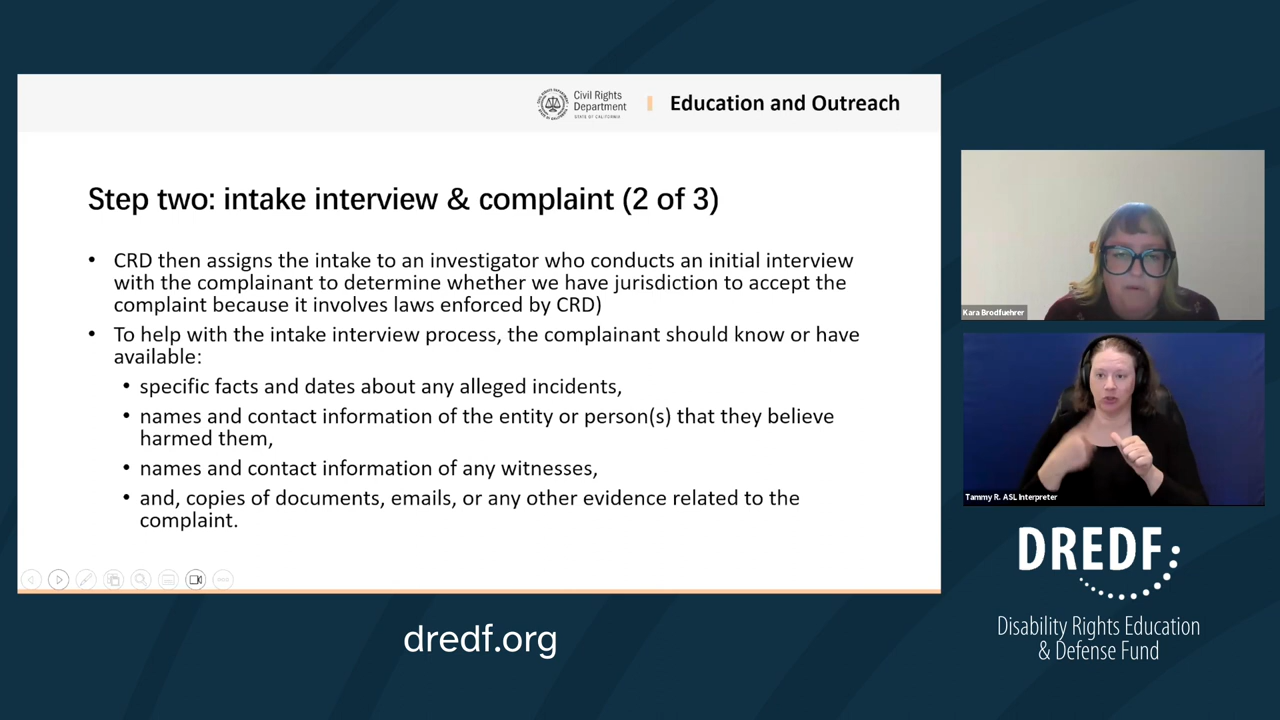 Civil Rights
Department
STATE OF CALIFORNIA
Education and Outreach
Step two: intake interview & complaint (2 of 3)
• CRD then assigns the intake to an investigator who conducts an initial interview
with the complainant to determine whether we have jurisdiction to accept the
complaint because it involves laws enforced by CRD)
• To help with the intake interview process, the complainant should know or have
available:
• specific facts and dates about any alleged incidents,
• names and contact information of the entity or person(s) that they believe
harmed them,
• names and contact information of any witnesses,
• and, copies of documents, emails, or any other evidence related to the
complaint.
Kara Brodfuehrer
Tammy R. ASL Interpreter
DREDF
Disability Rights Education
& Defense Fund
dredf.org